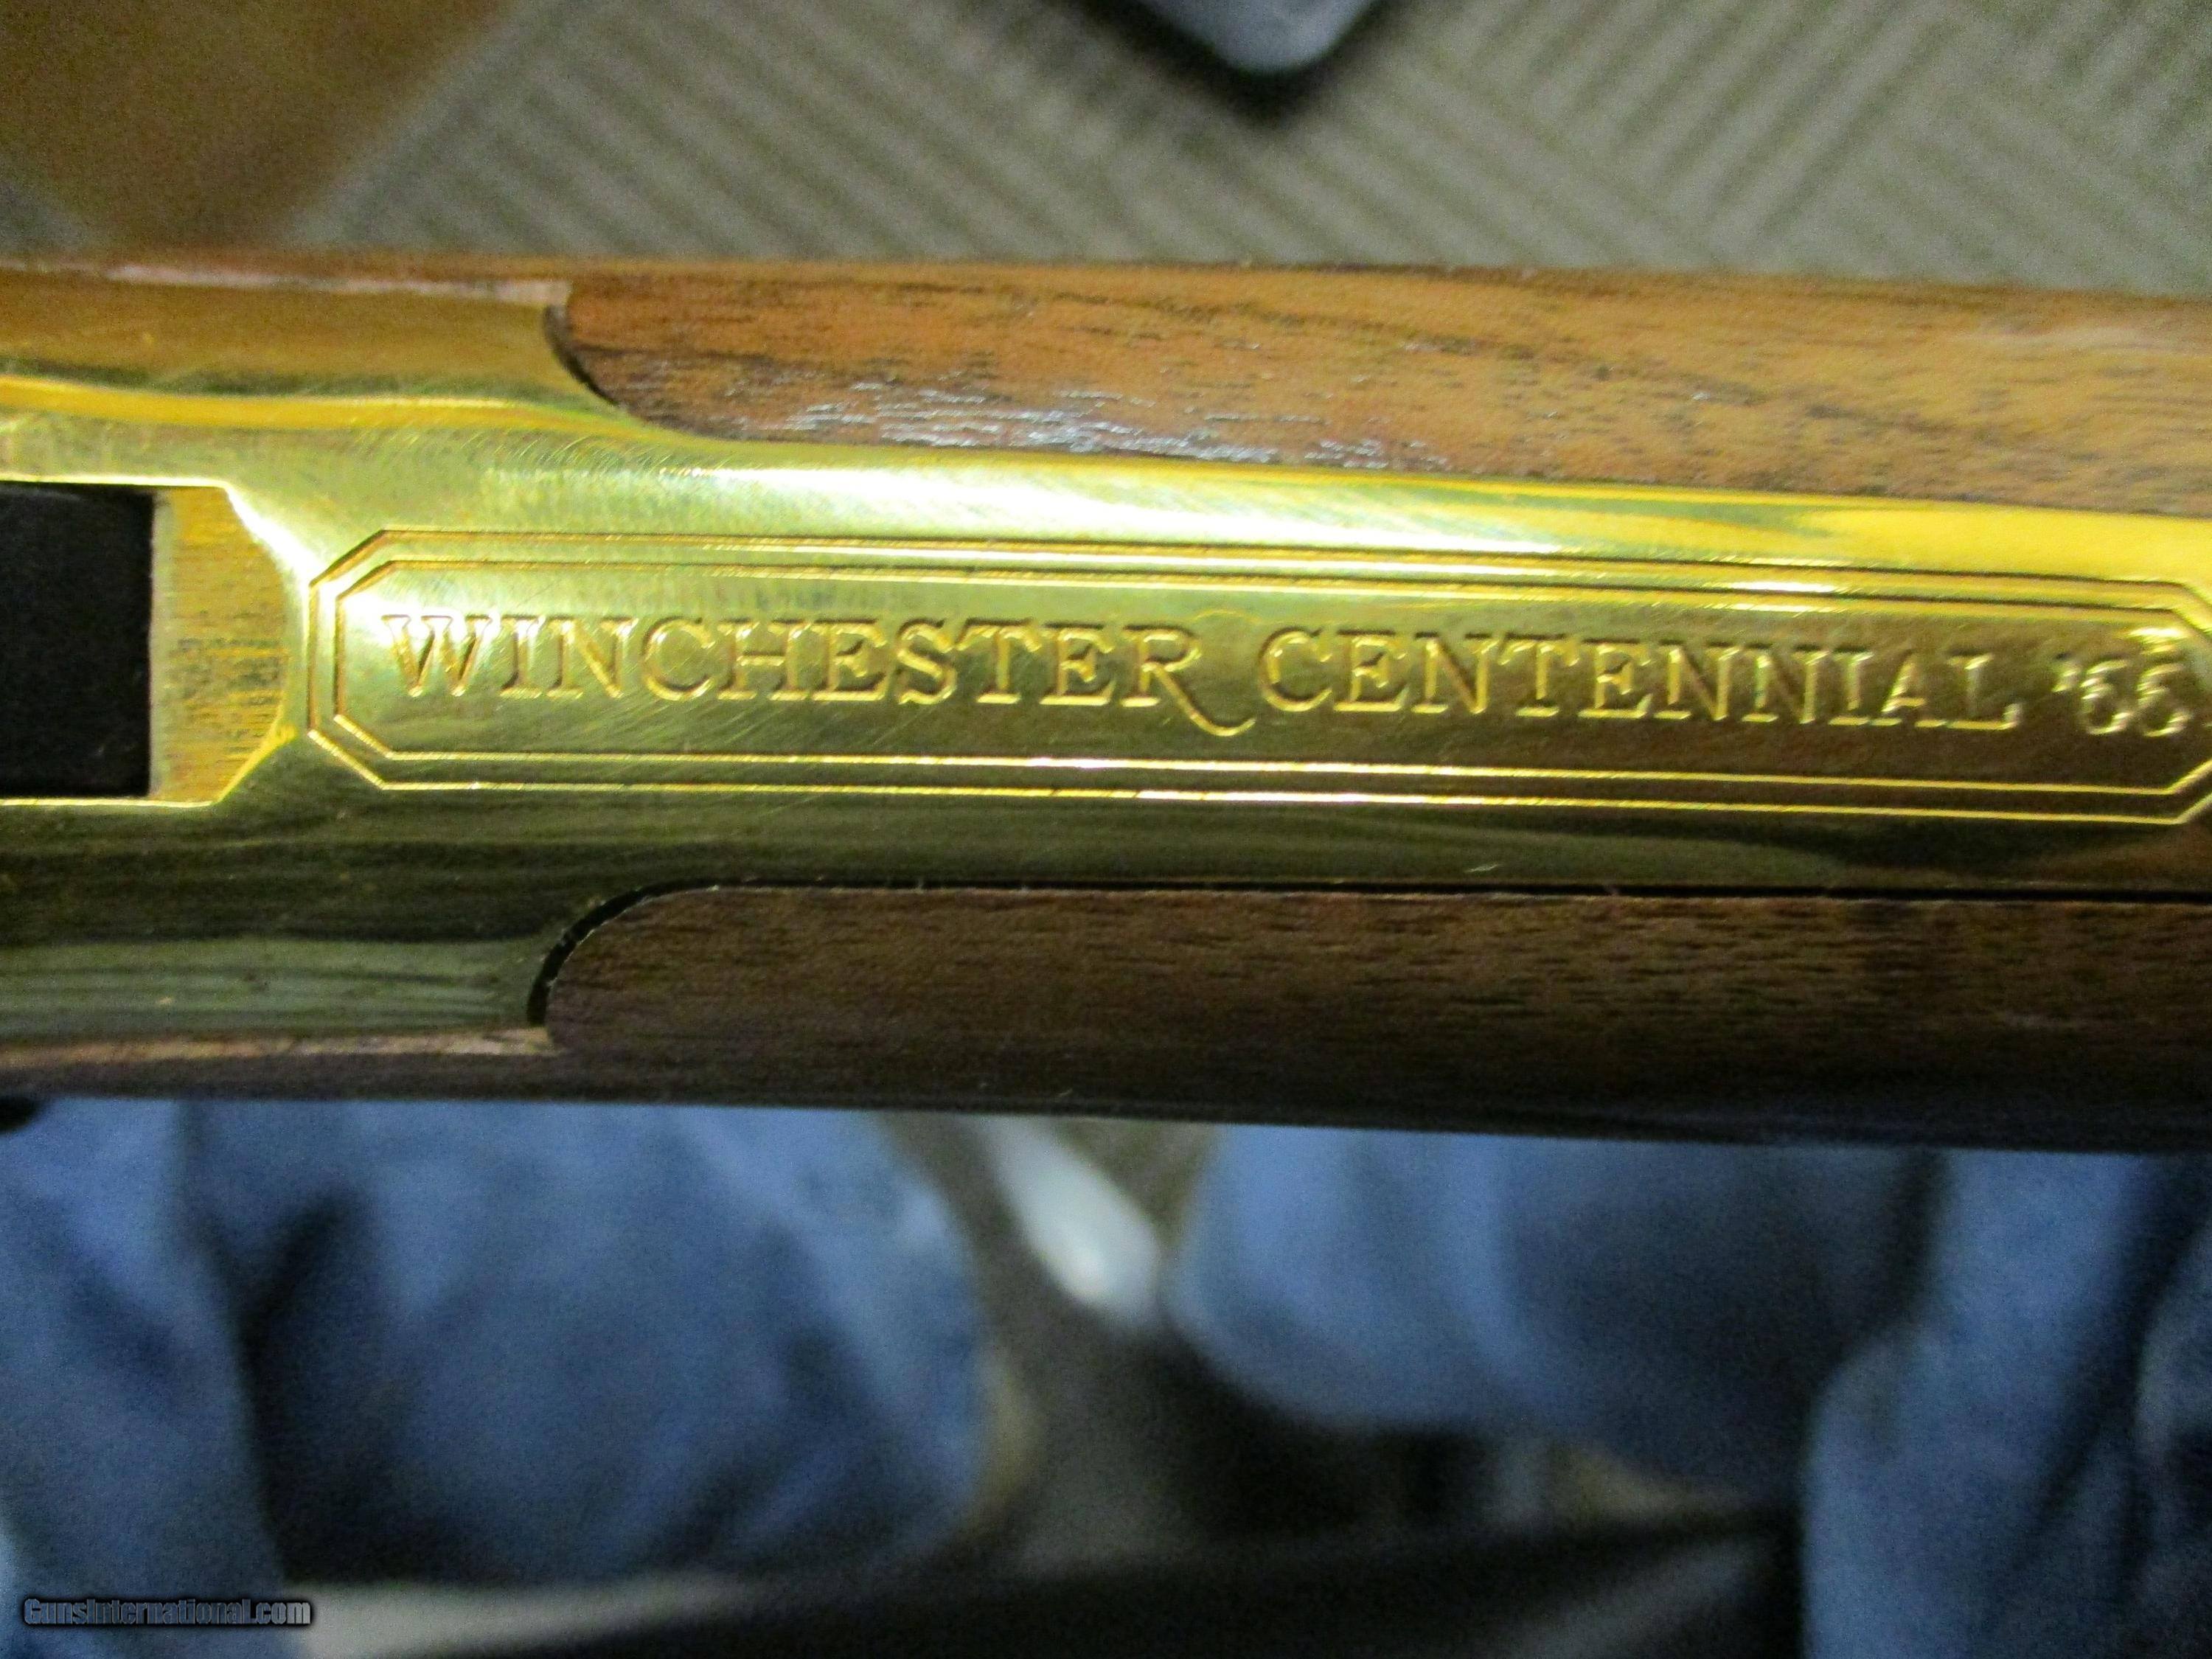 WINCHESTER CENTENNIAL '66
GunsInternational.com